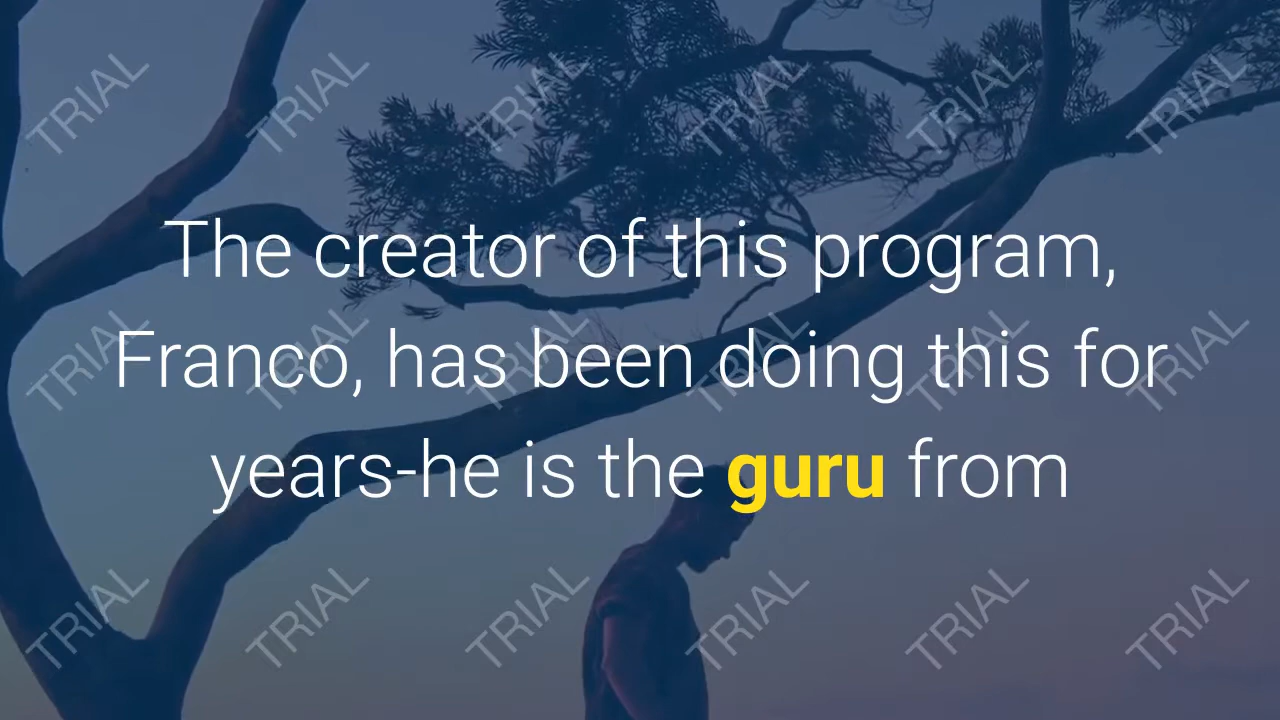 TRIAL TRIAL TRIAL TRIAL TRIAL TRIAL
The creator of this program,
Franco, has been doing this for
TRIAL TRIAL TRIAL TRIAL TRIAL TRIAL
years-he is the guru from
TRIAL TRIAL TRIAL TRIAL TRIAL TRIAL